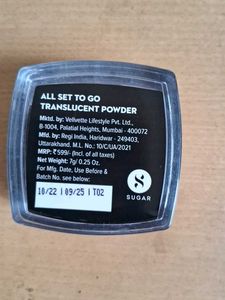 ALL SET TO GO
TRANSLUCENT POWDER
Mktd. by: Velvette Lifestyle Pvt. Ltd.,
B-1004, Palatial Heights, Mumbai - 400072
Mfd. by: Regi India, Haridwar - 249403,
Uttarakhand. M.L. No.: 10/C/UA/2021
MRP: ₹599/- (Incl. of all taxes)
Net Weight: 7g/ 0.25 Oz.
For Mfg. Date, Use Before &
Batch No. see below:
10/22 | 09/25 | T02
S
SUGAR